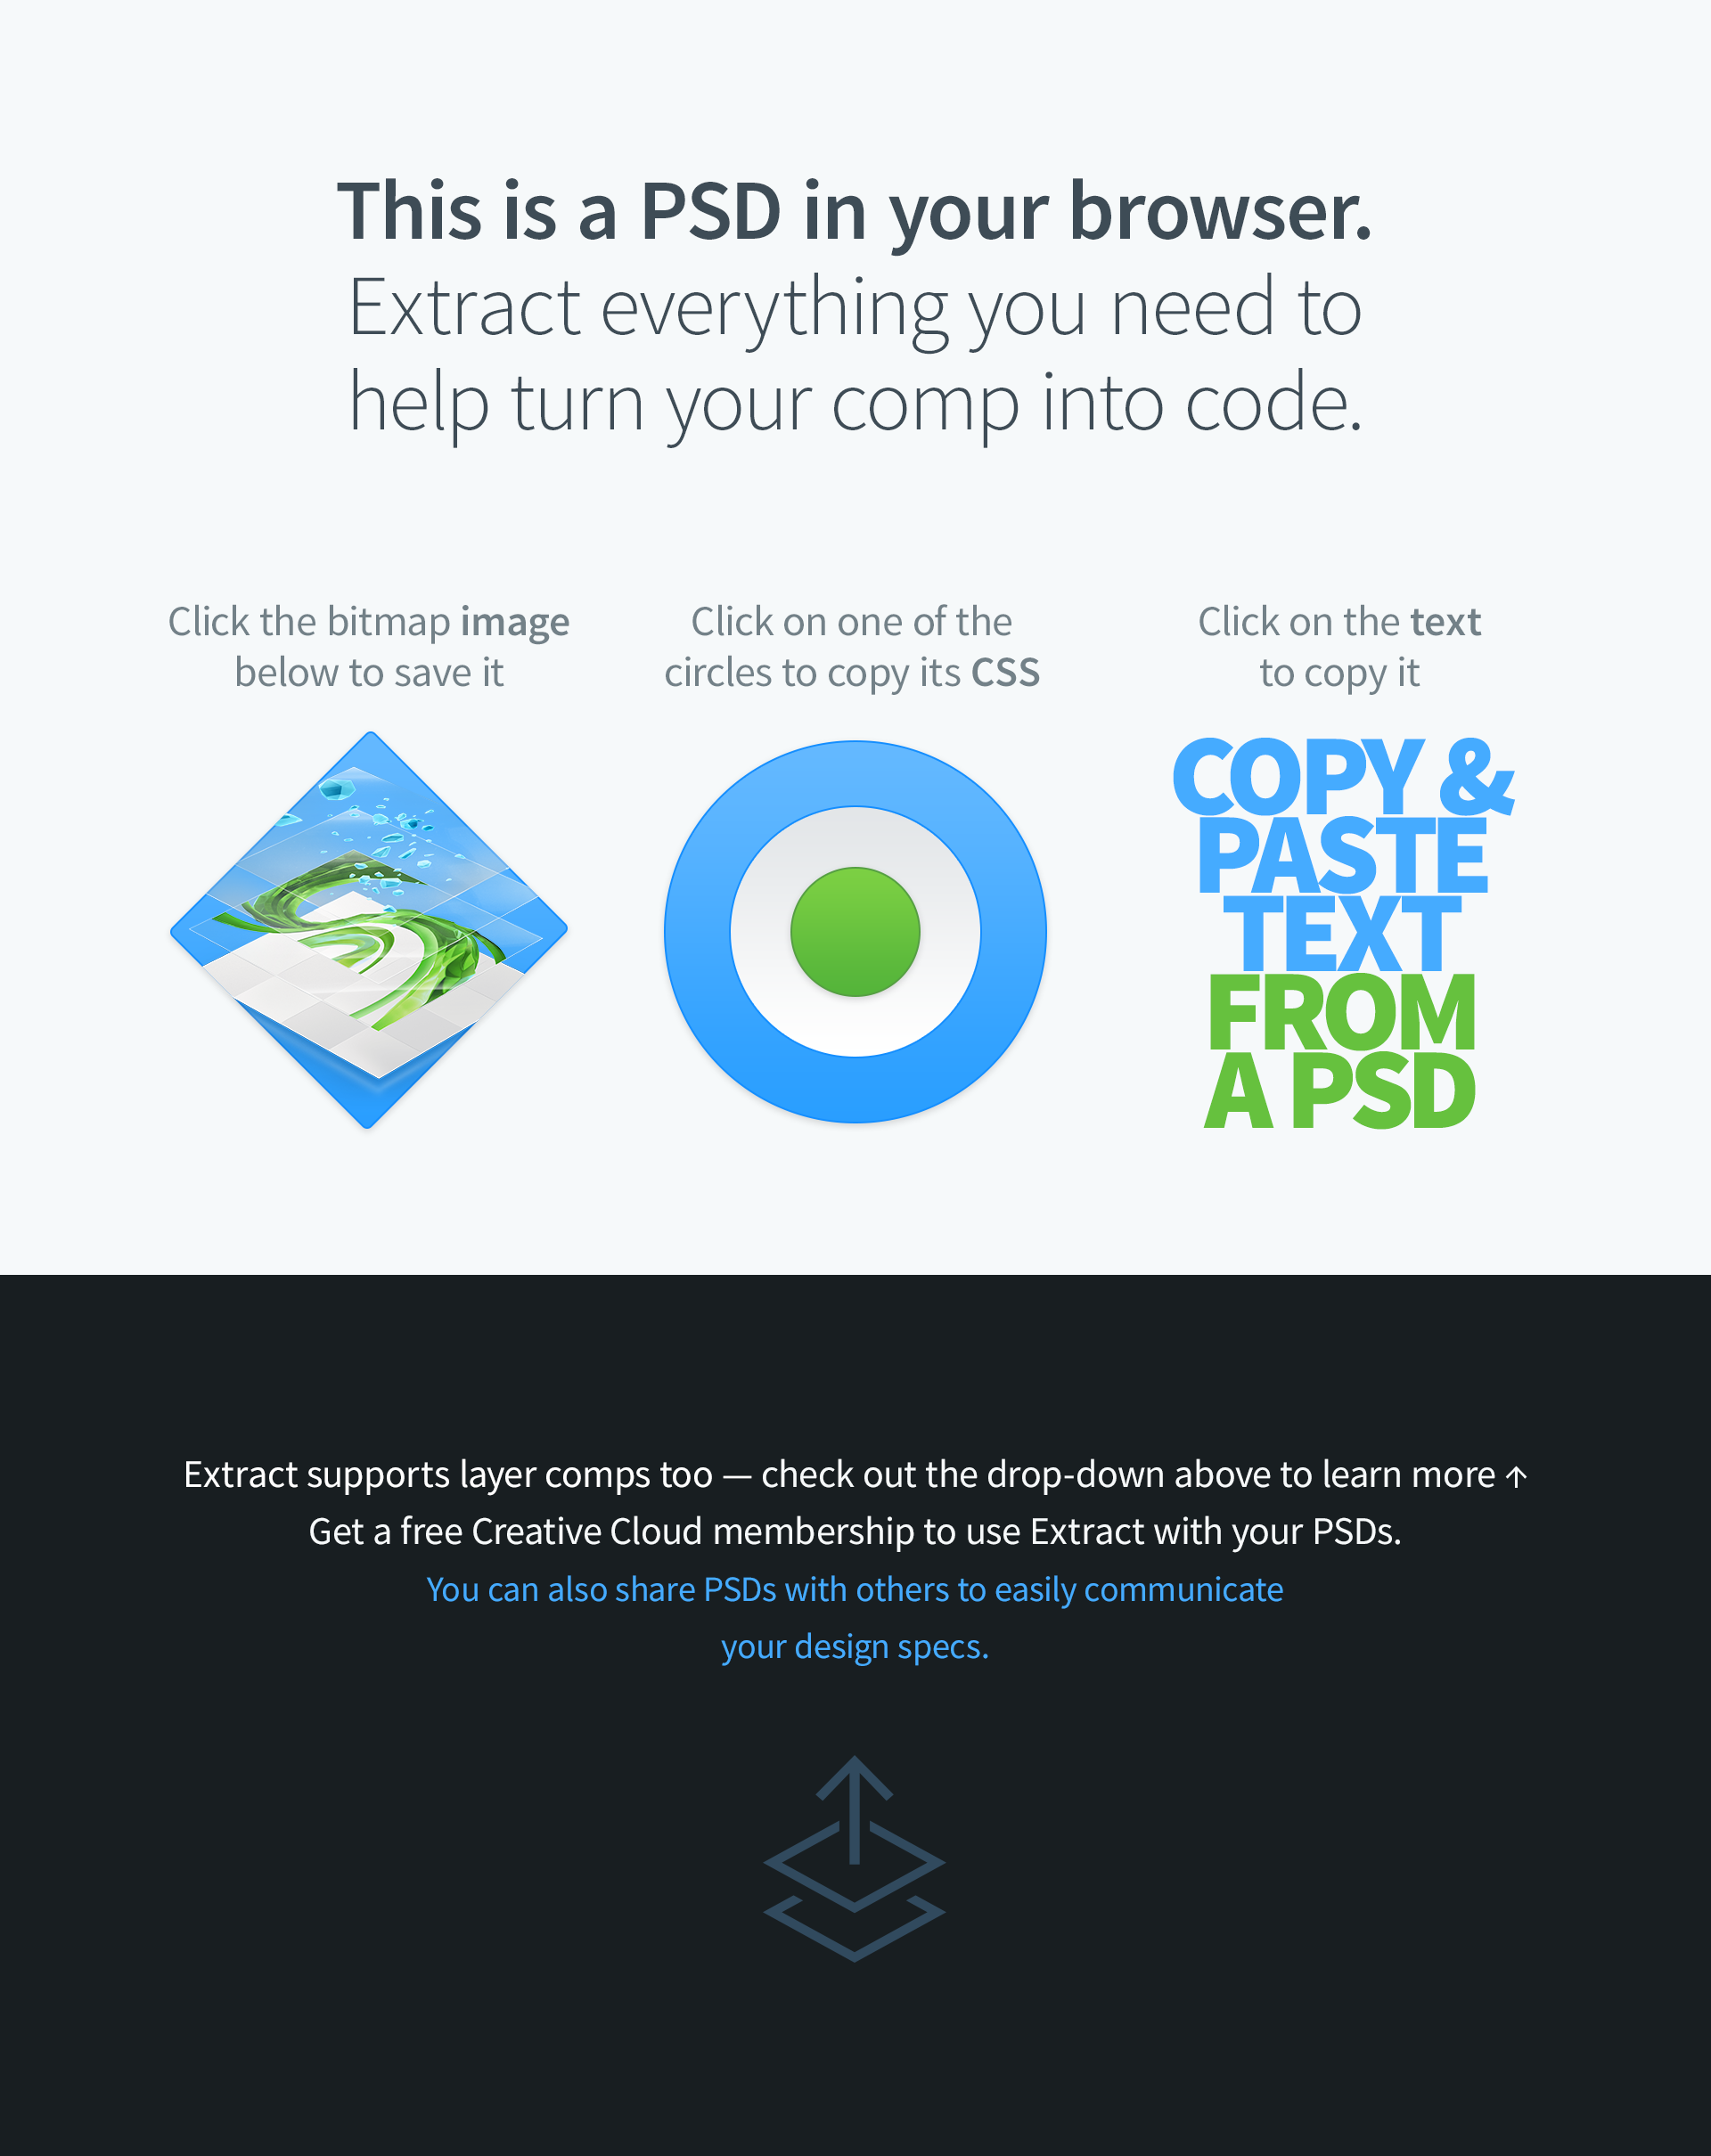 This is a PSD in your browser.
Extract everything you need to
help turn your comp into code.
Click the bitmap image
below to save it
Click on one of the
circles to copy its CSS
Click on the text
to copy it
COPY &
PASTE
TEXT
FROM
A PSD
Extract supports layer comps too — check out the drop-down above to learn more ↑
Get a free Creative Cloud membership to use Extract with your PSDs.
You can also share PSDs with others to easily communicate
your design specs.